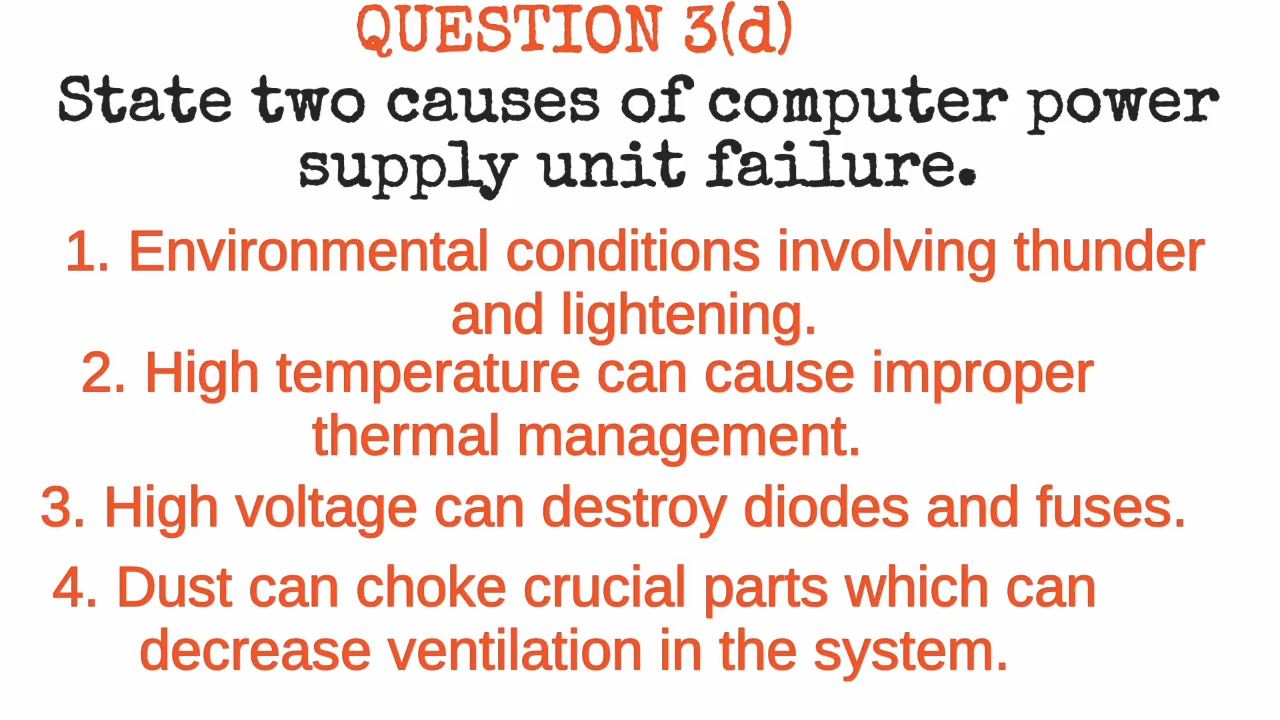 QUESTION 3(d)
State two causes of computer power
supply unit failure.
1. Environmental conditions involving thunder
and lightening.
2. High temperature can cause improper
thermal management.
3. High voltage can destroy diodes and fuses.
4. Dust can choke crucial parts which can
decrease ventilation in the system.